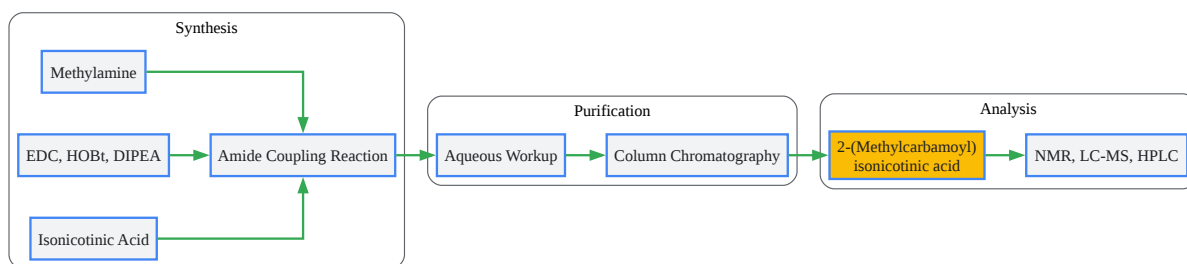 Synthesis
Methylamine
EDC, HOBt, DIPEA
Amide Coupling Reaction
Isonicotinic Acid
Purification
Aqueous Workup
Column Chromatography
Analysis
2-(Methylcarbamoyl)
isonicotinic acid
NMR, LC-MS, HPLC